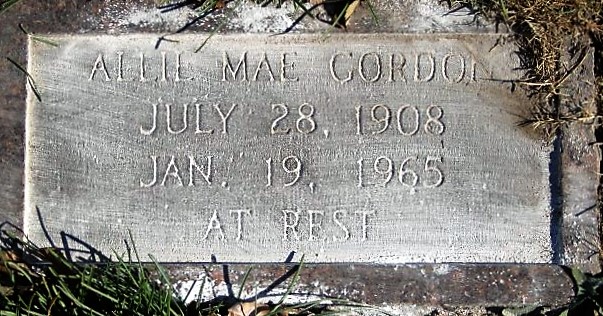 ALLIE MAE GORDON
JULY 28, 1908
JAN. 19, 1965
AT REST